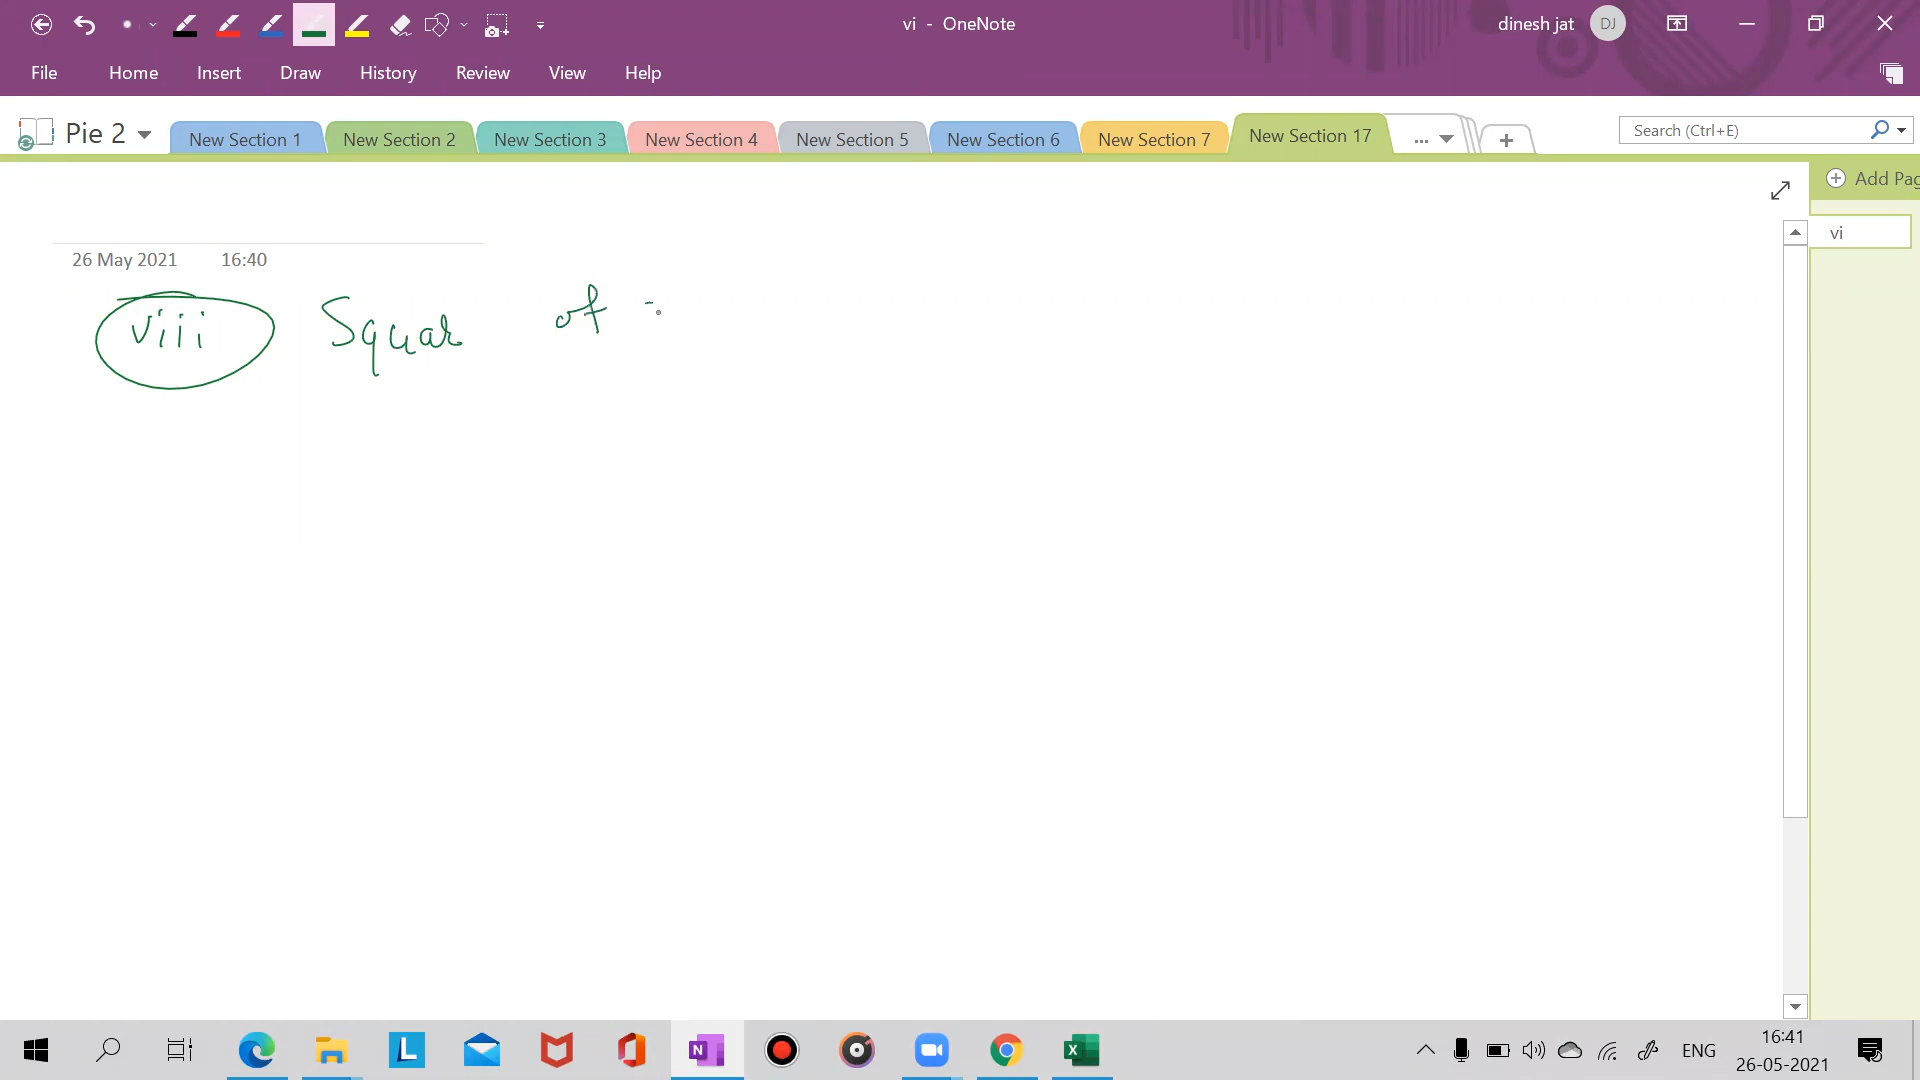 vi - OneNote
dinesh jat DJ
File Home Insert Draw History Review View Help
Pie 2 New Section 1 New Section 2 New Section 3 New Section 4 New Section 5 New Section 6 New Section 7 New Section 17 ... Search (Ctrl+E)
Add Pag
vi
26 May 2021 16:40
viii Squar of
ENG
16:41
26-05-2021